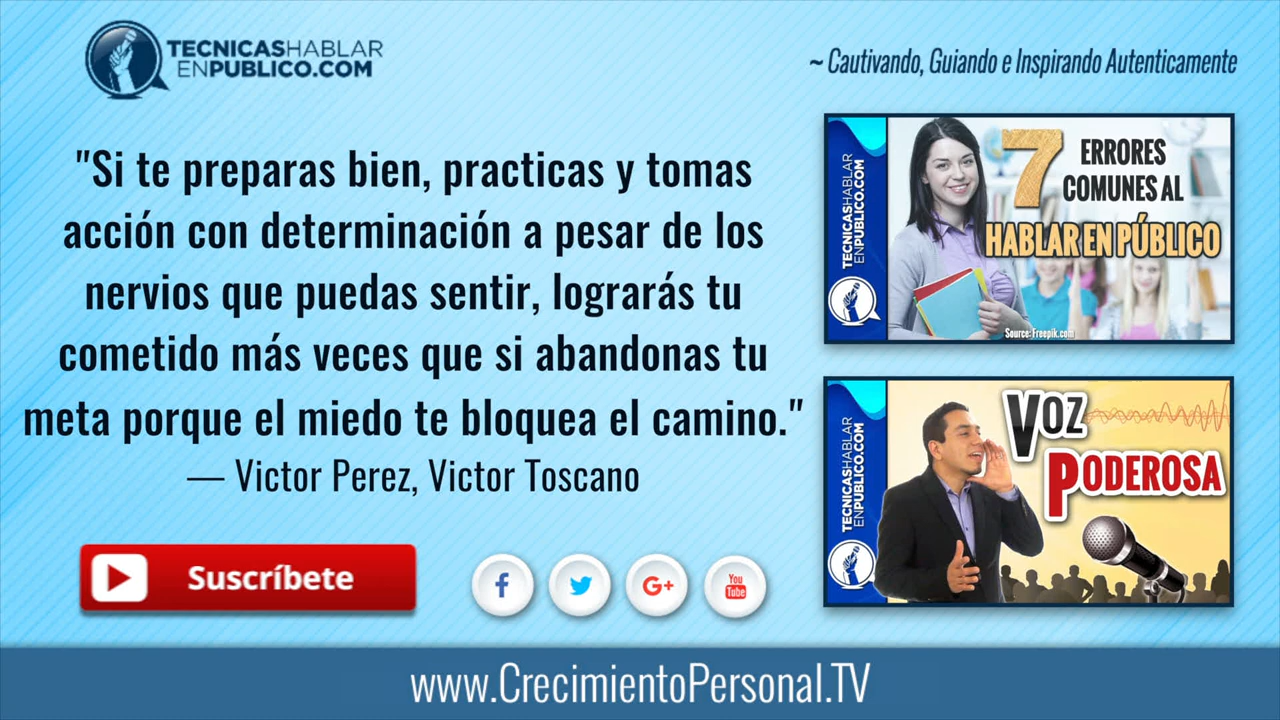 TECNICASHABLAR
ENPUBLICO.COM
~ Cautivando, Guiando e Inspirando Autenticamente
"Si te preparas bien, practicas y tomas
acción con determinación a pesar de los
nervios que puedas sentir, lograrás tu
cometido más veces que si abandonas tu
meta porque el miedo te bloquea el camino."
— Victor Perez, Victor Toscano
TECNICASHABLAR
ENPUBLICO.COM
7
ERRORES
COMUNES AL
HABLAR EN PÚBLICO
Source: Freepik.com
TECNICASHABLAR
ENPUBLICO.COM
VOZ
PODEROSA
Suscríbete
f
G+
You
Tube
www.CrecimientoPersonal.TV